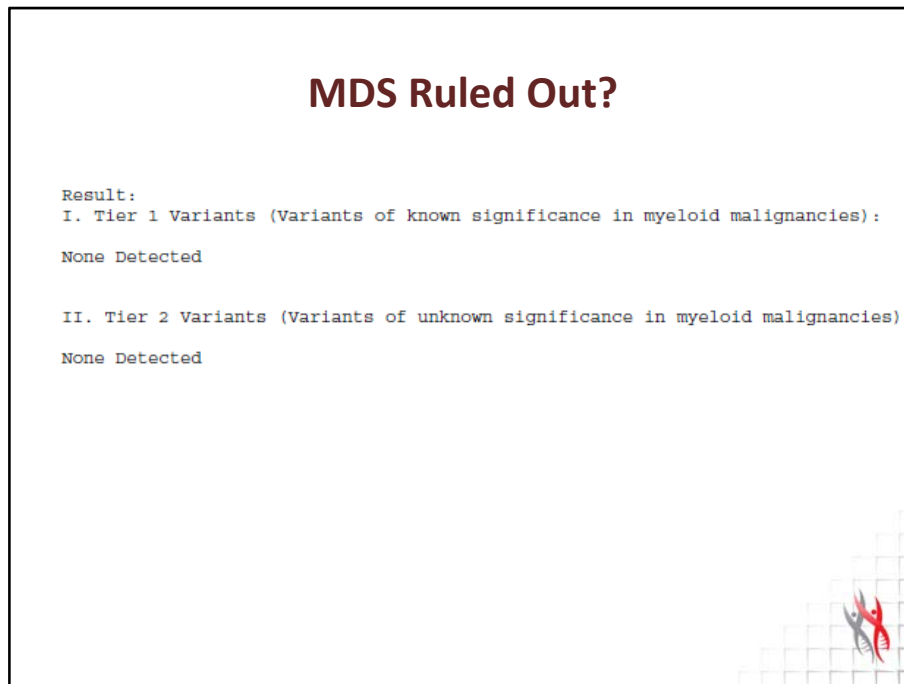 MDS Ruled Out?
Result:
I. Tier 1 Variants (Variants of known significance in myeloid malignancies):
None Detected
II. Tier 2 Variants (Variants of unknown significance in myeloid malignancies)
None Detected